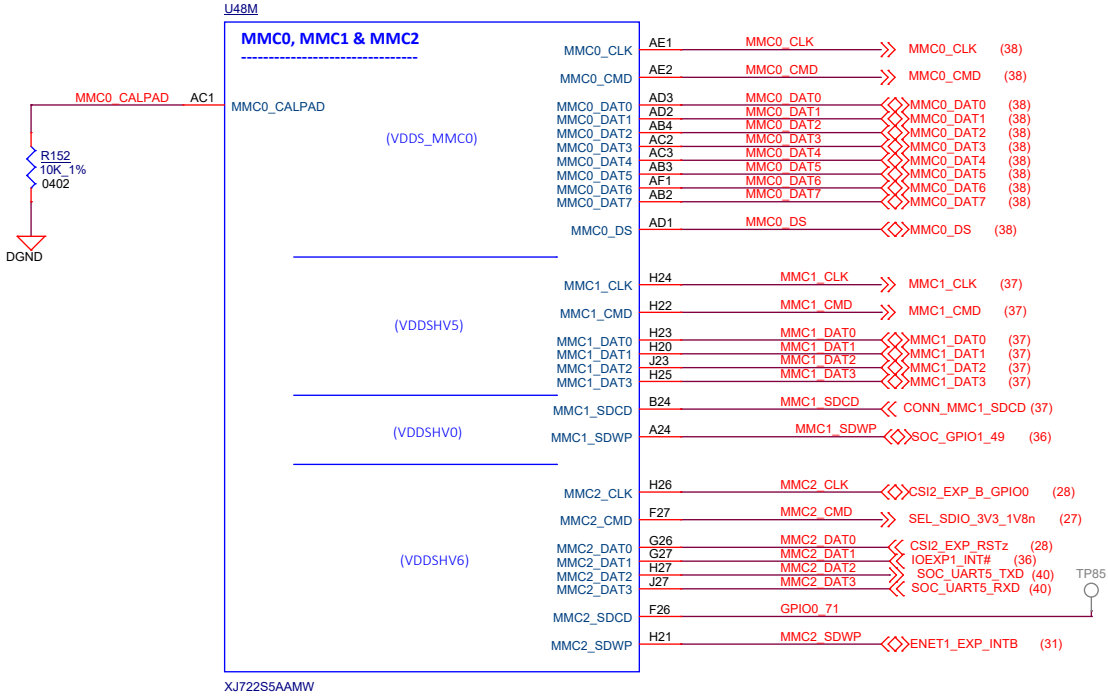 U48M
MMC0, MMC1 & MMC2
------------------------------
MMC0_CLK AE1 MMC0_CLK MMC0_CLK (38)
MMC0_CMD AE2 MMC0_CMD MMC0_CMD (38)
MMC0_CALPAD AC1 MMC0_CALPAD
MMC0_DAT0 AD3 MMC0_DAT0 MMC0_DAT0 (38)
MMC0_DAT1 AD2 MMC0_DAT1 MMC0_DAT1 (38)
MMC0_DAT2 AB4 MMC0_DAT2 MMC0_DAT2 (38)
(VDDS_MMC0)
MMC0_DAT3 AC2 MMC0_DAT3 MMC0_DAT3 (38)
MMC0_DAT4 AC3 MMC0_DAT4 MMC0_DAT4 (38)
MMC0_DAT5 AB3 MMC0_DAT5 MMC0_DAT5 (38)
MMC0_DAT6 AF1 MMC0_DAT6 MMC0_DAT6 (38)
MMC0_DAT7 AB2 MMC0_DAT7 MMC0_DAT7 (38)
R152
10K_1%
0402
MMC0_DS AD1 MMC0_DS MMC0_DS (38)
DGND
MMC1_CLK H24 MMC1_CLK MMC1_CLK (37)
MMC1_CMD H22 MMC1_CMD MMC1_CMD (37)
(VDDSHV5)
MMC1_DAT0 H23 MMC1_DAT0 MMC1_DAT0 (37)
MMC1_DAT1 H20 MMC1_DAT1 MMC1_DAT1 (37)
MMC1_DAT2 J23 MMC1_DAT2 MMC1_DAT2 (37)
MMC1_DAT3 H25 MMC1_DAT3 MMC1_DAT3 (37)
MMC1_SDCD B24 MMC1_SDCD CONN_MMC1_SDCD (37)
(VDDSHV0)
MMC1_SDWP A24 MMC1_SDWP SOC_GPIO1_49 (36)
MMC2_CLK H26 MMC2_CLK CSI2_EXP_B_GPIO0 (28)
MMC2_CMD F27 MMC2_CMD SEL_SDIO_3V3_1V8n (27)
MMC2_DAT0 G26 MMC2_DAT0 CSI2_EXP_RSTz (28)
MMC2_DAT1 G27 MMC2_DAT1 IOEXP1_INT# (36)
(VDDSHV6)
MMC2_DAT2 H27 MMC2_DAT2 SOC_UART5_TXD (40)
MMC2_DAT3 J27 MMC2_DAT3 SOC_UART5_RXD (40)
TP85
MMC2_SDCD F26 GPIO0_71
MMC2_SDWP H21 MMC2_SDWP ENET1_EXP_INTB (31)
XJ722S5AAMW